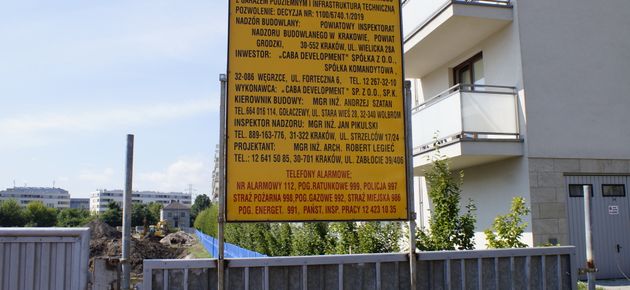 Z GARAŻEM PODZIEMNYM I INFRASTRUKTURĄ TECHNICZNĄ
POZWOLENIE: DECYZJA NR: 1100/6740.1/2019
NADZÓR BUDOWLANY: POWIATOWY INSPEKTORAT
NADZORU BUDOWLANEGO W KRAKOWIE, POWIAT
GRODZKI, 30-552 KRAKÓW, UL. WIELICKA 28A
INWESTOR: „CABA DEVELOPMENT" SPÓŁKA Z O.O.,
SPÓŁKA KOMANDYTOWA,
32-086 WĘGRZCE, UL. FORTECZNA 6, TEL. 12 267-32-10
WYKONAWCA: „CABA DEVELOPMENT" SP. Z O.O., SP.K.
KIEROWNIK BUDOWY: MGR INŻ. ANDRZEJ SZATAN
TEL. 664 016 114, GOŁACZEWY, UL. STARA WIEŚ 28, 32-340 WOLBROM
INSPEKTOR NADZORU: MGR INŻ. JAN PIKULSKI
TEL.: 889-163-776, 31-322 KRAKÓW, UL. STRZELCÓW 17/24
PROJEKTANT: MGR INŻ. ARCH. ROBERT LEGIEĆ
TEL.: 12 641 50 85, 30-701 KRAKÓW, UL. ZABŁOCIE 39/406
TELEFONY ALARMOWE:
NR ALARMOWY 112, POG.RATUNKOWE 999, POLICJA 997
STRAŻ POŻARNA 998, POG.GAZOWE 992, STRAŻ MIEJSKA 986
POG. ENERGET. 991, PAŃST. INSP. PRACY 12 423 10 35